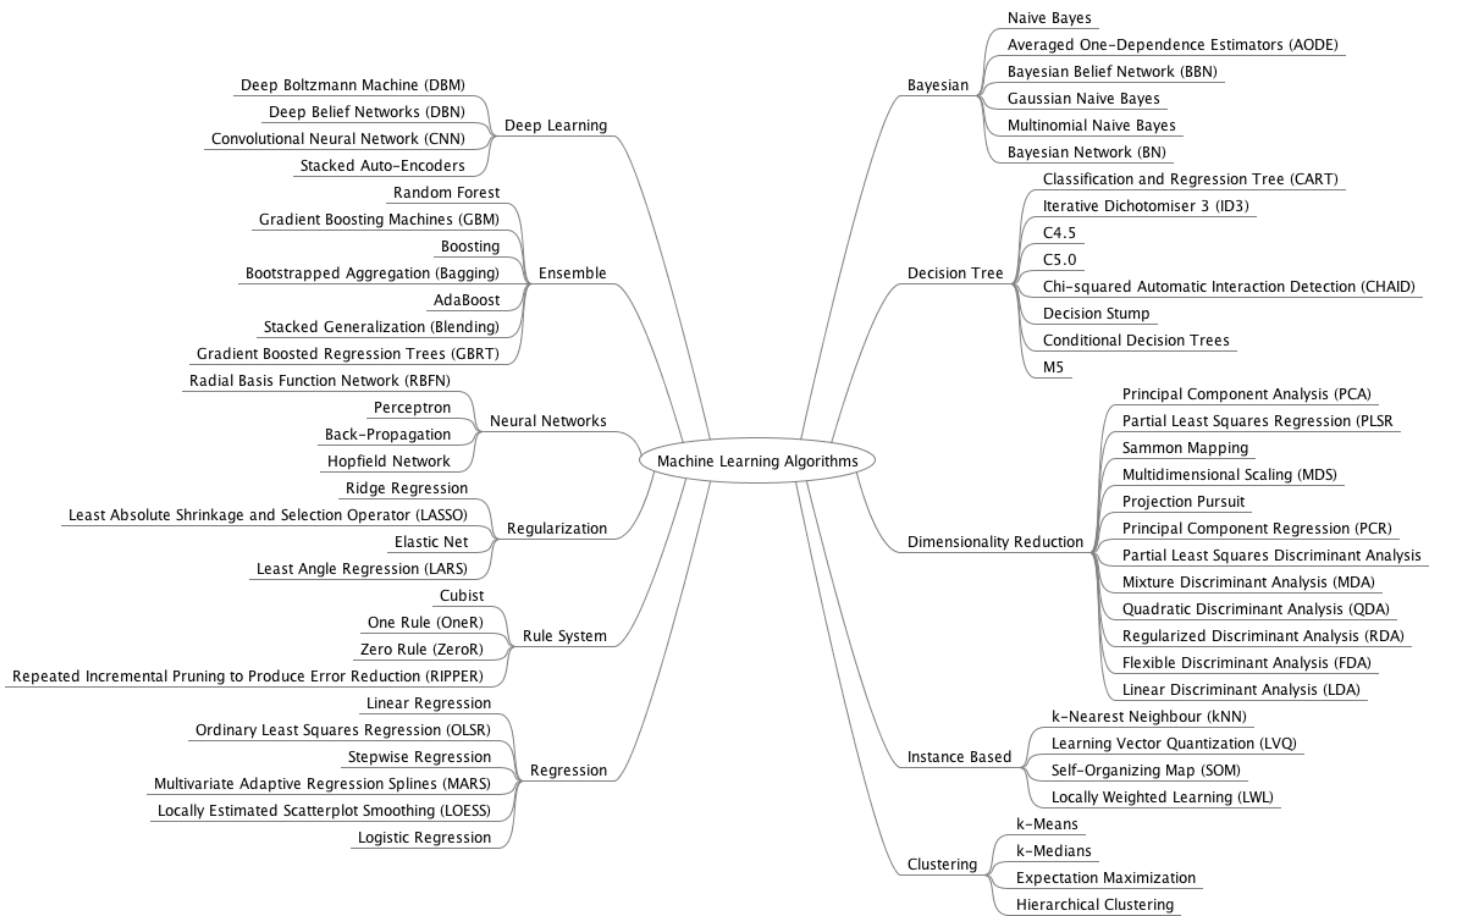 Machine Learning Algorithms
Deep Learning
Deep Boltzmann Machine (DBM)
Deep Belief Networks (DBN)
Convolutional Neural Network (CNN)
Stacked Auto-Encoders
Ensemble
Random Forest
Gradient Boosting Machines (GBM)
Boosting
Bootstrapped Aggregation (Bagging)
AdaBoost
Stacked Generalization (Blending)
Gradient Boosted Regression Trees (GBRT)
Neural Networks
Radial Basis Function Network (RBFN)
Perceptron
Back-Propagation
Hopfield Network
Regularization
Ridge Regression
Least Absolute Shrinkage and Selection Operator (LASSO)
Elastic Net
Least Angle Regression (LARS)
Rule System
Cubist
One Rule (OneR)
Zero Rule (ZeroR)
Repeated Incremental Pruning to Produce Error Reduction (RIPPER)
Regression
Linear Regression
Ordinary Least Squares Regression (OLSR)
Stepwise Regression
Multivariate Adaptive Regression Splines (MARS)
Locally Estimated Scatterplot Smoothing (LOESS)
Logistic Regression
Bayesian
Naive Bayes
Averaged One-Dependence Estimators (AODE)
Bayesian Belief Network (BBN)
Gaussian Naive Bayes
Multinomial Naive Bayes
Bayesian Network (BN)
Decision Tree
Classification and Regression Tree (CART)
Iterative Dichotomiser 3 (ID3)
C4.5
C5.0
Chi-squared Automatic Interaction Detection (CHAID)
Decision Stump
Conditional Decision Trees
M5
Dimensionality Reduction
Principal Component Analysis (PCA)
Partial Least Squares Regression (PLSR
Sammon Mapping
Multidimensional Scaling (MDS)
Projection Pursuit
Principal Component Regression (PCR)
Partial Least Squares Discriminant Analysis
Mixture Discriminant Analysis (MDA)
Quadratic Discriminant Analysis (QDA)
Regularized Discriminant Analysis (RDA)
Flexible Discriminant Analysis (FDA)
Linear Discriminant Analysis (LDA)
Instance Based
k-Nearest Neighbour (kNN)
Learning Vector Quantization (LVQ)
Self-Organizing Map (SOM)
Locally Weighted Learning (LWL)
Clustering
k-Means
k-Medians
Expectation Maximization
Hierarchical Clustering